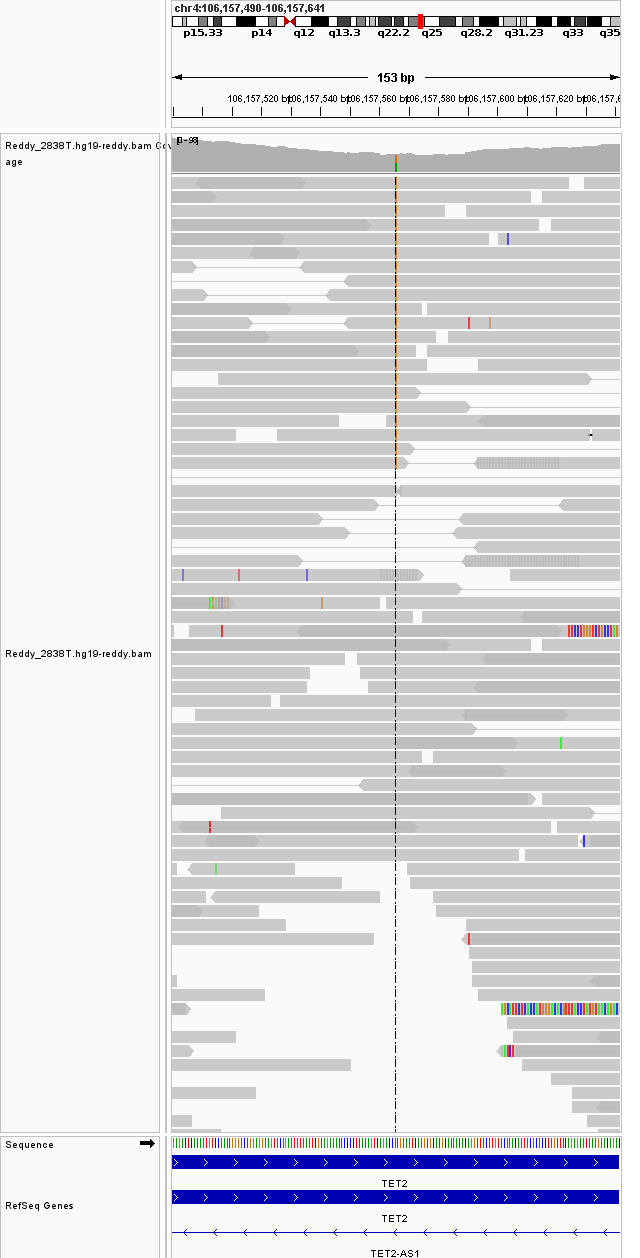 chr4:106,157,490-106,157,641
p15.33 p14 q12 q13.3 q22.2 q25 q28.2 q31.23 q33 q35
153 bp
106,157,520 bp 106,157,540 106,157,560 bp 106,157,580 bp 106,157,600 bp 106,157,620 bp
Reddy_2838T.hg19-reddy.bam Cov
age
Reddy_2838T.hg19-reddy.bam
Sequence
TET2
RefSeq Genes
TET2
TET2-AS1